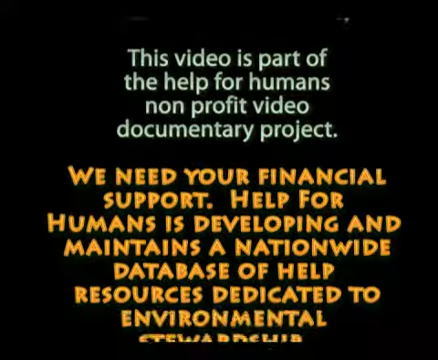 This video is part of
the help for humans
non profit video
documentary project.
WE NEED YOUR FINANCIAL
SUPPORT. HELP FOR
HUMANS IS DEVELOPING AND
MAINTAINS A NATIONWIDE
DATABASE OF HELP
RESOURCES DEDICATED TO
ENVIRONMENTAL
STEWARDSHIP